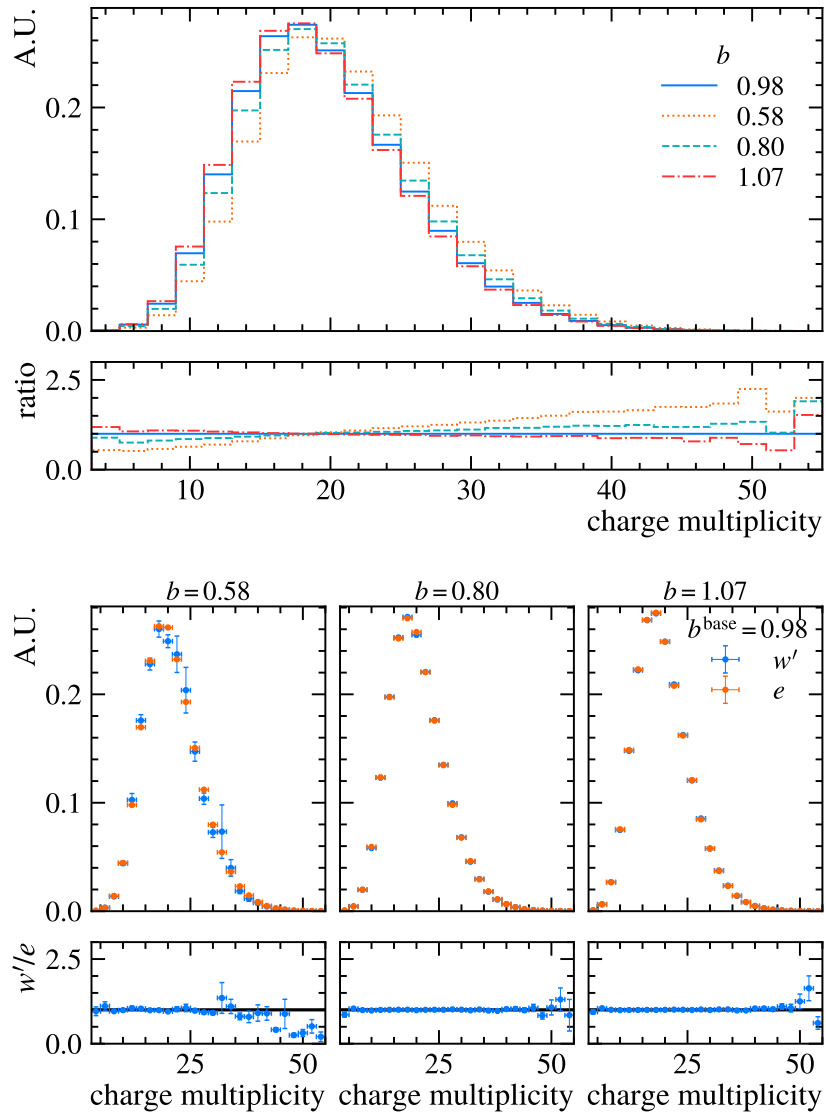 A.U.
b
0.98
0.58
0.80
1.07
0.2
0.1
0.0
ratio
2.5
0.0
10 20 30 40 50
charge multiplicity
b = 0.58 b = 0.80 b = 1.07
A.U.
b^base = 0.98
w′
e
0.2
0.1
0.0
w′/e
2.5
0.0
25 50 25 50 25 50
charge multiplicity charge multiplicity charge multiplicity